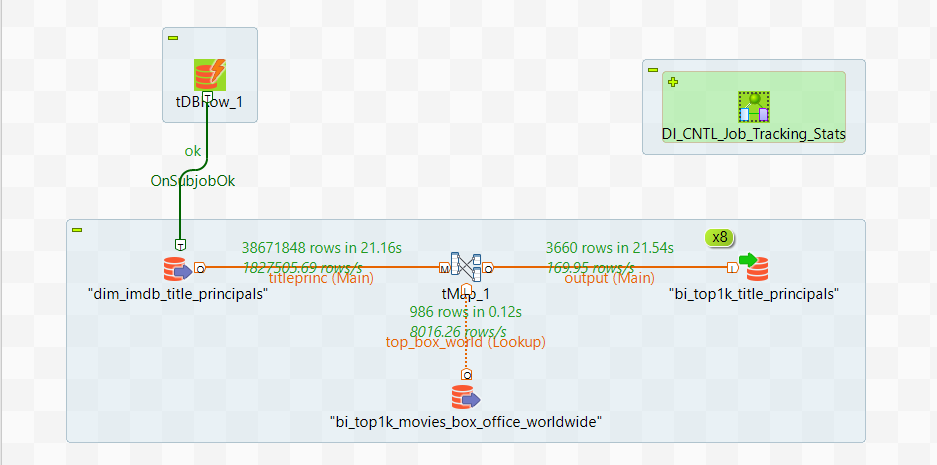 tDBRow_1
ok
OnSubjobOk
DI_CNTL_Job_Tracking_Stats
38671848 rows in 21.16s
1827505.69 rows/s
titleprinc (Main)
"dim_imdb_title_principals"
tMap_1
3660 rows in 21.54s
169.95 rows/s
output (Main)
x8
"bi_top1k_title_principals"
986 rows in 0.12s
8016.26 rows/s
top_box_world (Lookup)
"bi_top1k_movies_box_office_worldwide"